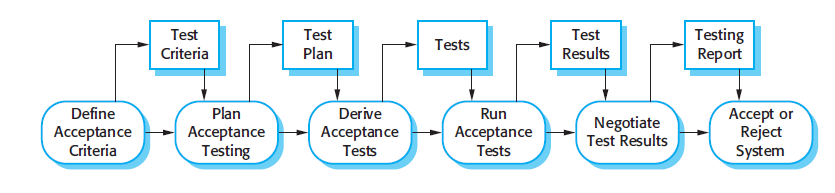 Test
Criteria
Test
Plan
Tests
Test
Results
Testing
Report
Define
Acceptance
Criteria
Plan
Acceptance
Testing
Derive
Acceptance
Tests
Run
Acceptance
Tests
Negotiate
Test Results
Accept or
Reject
System